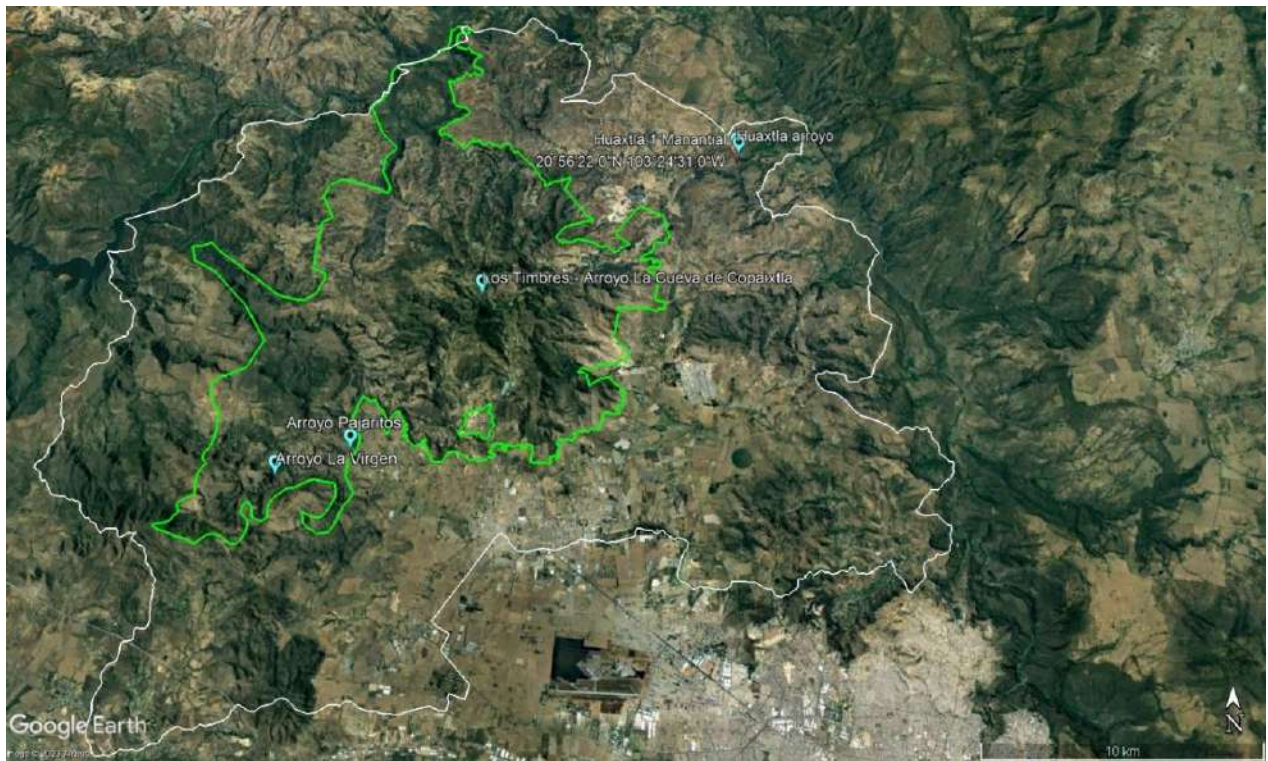 Huaxtla 1 Manantial
Huaxtla arroyo
20°56'22.0"N 103°24'31.0"W
Los Timbres - Arroyo La Cueva de Copaixtla
Arroyo Pajaritos
Arroyo La Virgen
Google Earth
N
10 km